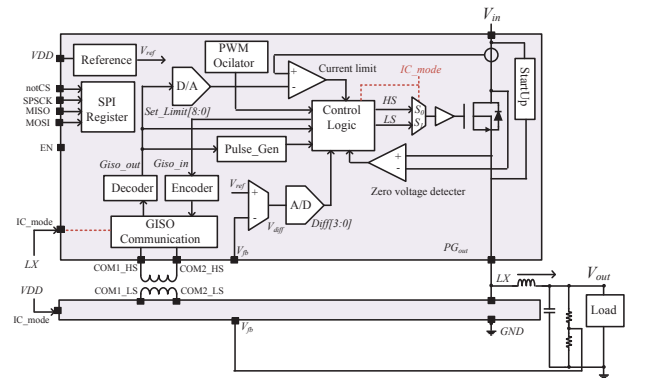 Vin
VDD
Reference
Vref
PWM
Ocilator
Current limit
IC_mode
StartUp
notCS
SPSCK
MISO
MOSI
SPI
Register
D/A
Set_Limit[8:0]
Control
Logic
HS
LS
S0
S1
EN
Giso_out
Giso_in
Pulse_Gen
Zero voltage detecter
Decoder
Encoder
Vref
A/D
Vdiff
Diff[3:0]
IC_mode
GISO
Communication
LX
Vfb
PGout
COM1_HS
COM2_HS
COM1_LS
COM2_LS
LX
Vout
VDD
IC_mode
Load
Vfb
GND